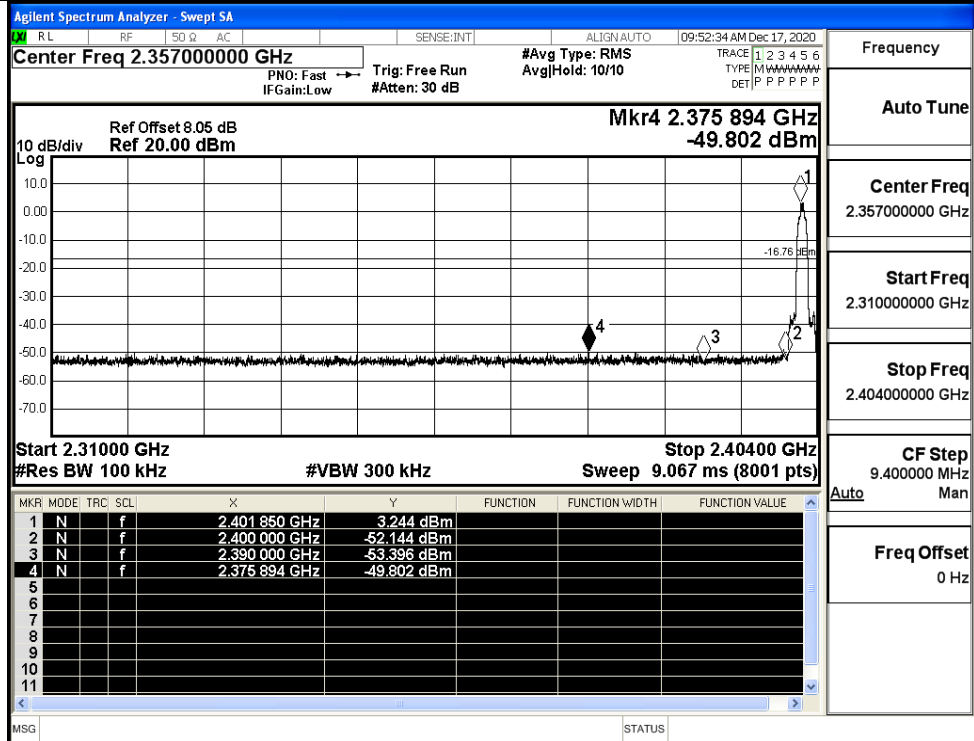 Agilent Spectrum Analyzer - Swept SA
LXI RL RF 50 Ω AC SENSE:INT ALIGN AUTO 09:52:34 AM Dec 17, 2020
Center Freq 2.357000000 GHz
PNO: Fast
IFGain:Low
Trig: Free Run
#Atten: 30 dB
#Avg Type: RMS
Avg|Hold: 10/10
TRACE 1 2 3 4 5 6
TYPE M
DET P P P P P P
Mkr4 2.375 894 GHz
-49.802 dBm
Ref Offset 8.05 dB
10 dB/div Ref 20.00 dBm
Log
10.0
0.00
-10.0
-20.0
-30.0
-40.0
-50.0
-60.0
-70.0
1
-16.76 dBm
4
3
2
Start 2.31000 GHz Stop 2.40400 GHz
#Res BW 100 kHz #VBW 300 kHz Sweep 9.067 ms (8001 pts)
MKR MODE TRC SCL X Y FUNCTION FUNCTION WIDTH FUNCTION VALUE
1 N f 2.401 850 GHz 3.244 dBm
2 N f 2.400 000 GHz -52.144 dBm
3 N f 2.390 000 GHz -53.396 dBm
4 N f 2.375 894 GHz -49.802 dBm
5
6
7
8
9
10
11
MSG STATUS
Frequency
Auto Tune
Center Freq
2.357000000 GHz
Start Freq
2.310000000 GHz
Stop Freq
2.404000000 GHz
CF Step
9.400000 MHz
Auto Man
Freq Offset
0 Hz